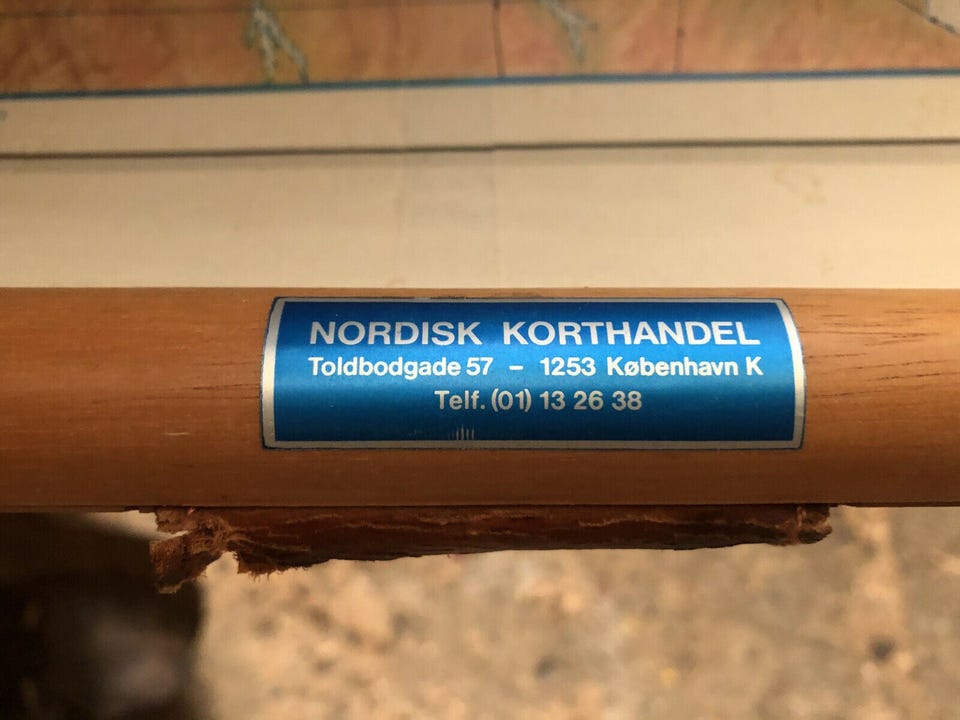 NORDISK KORTHANDEL
Toldbodgade 57 – 1253 København K
Telf. (01) 13 26 38